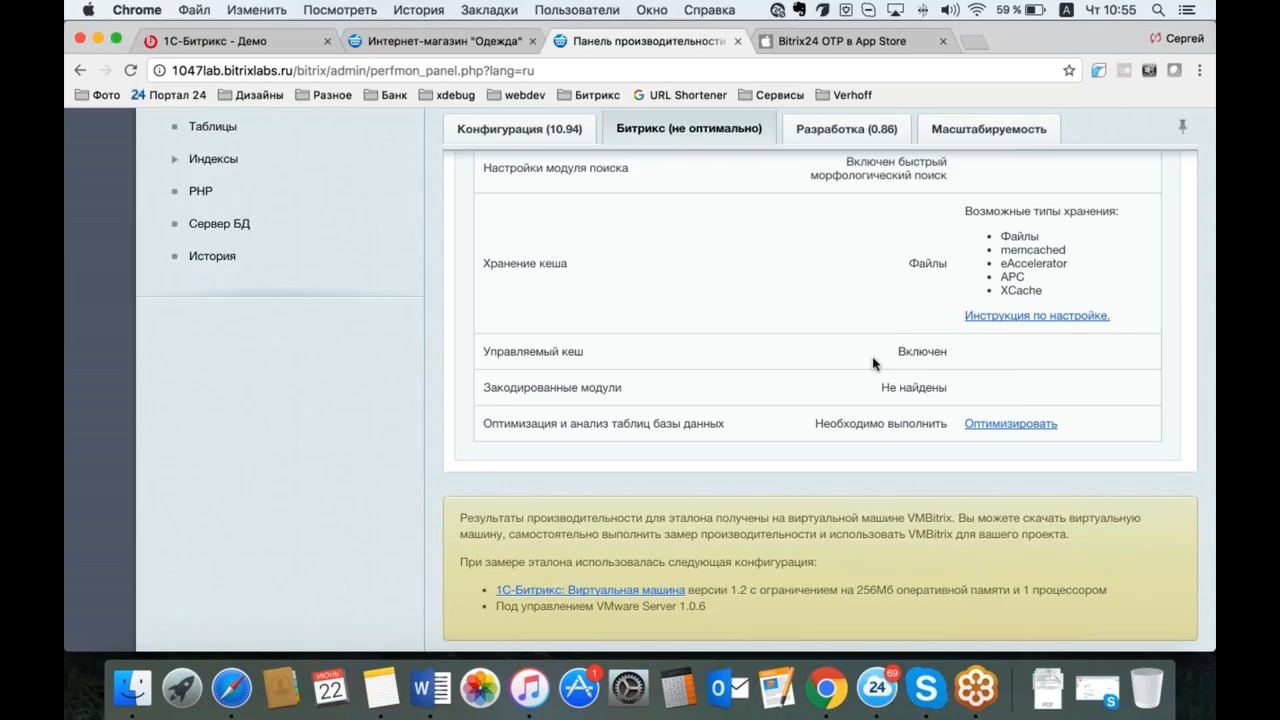 Chrome Файл Изменить Просмотреть История Закладки Пользователи Окно Справка 59 % A Чт 10:55
1С-Битрикс - Демо
Интернет-магазин "Одежда"
Панель производительности
Bitrix24 OTP в App Store
Сергей
1047lab.bitrixlabs.ru/bitrix/admin/perfmon_panel.php?lang=ru
Фото 24 Портал 24 Дизайны Разное Банк xdebug webdev Битрикс G URL Shortener Сервисы Verhoff
Таблицы
Индексы
PHP
Сервер БД
История
Конфигурация (10.94)
Битрикс (не оптимально)
Разработка (0.86)
Масштабируемость
Настройки модуля поиска
Включен быстрый
морфологический поиск
Хранение кеша
Файлы
Возможные типы хранения:
• Файлы
• memcached
• eAccelerator
• APC
• XCache
Инструкция по настройке.
Управляемый кеш
Включен
Закодированные модули
Не найдены
Оптимизация и анализ таблиц базы данных
Необходимо выполнить
Оптимизировать
Результаты производительности для эталона получены на виртуальной машине VMBitrix. Вы можете скачать виртуальную
машину, самостоятельно выполнить замер производительности и использовать VMBitrix для вашего проекта.
При замере эталона использовалась следующая конфигурация:
• 1С-Битрикс: Виртуальная машина версии 1.2 с ограничением на 256Мб оперативной памяти и 1 процессором
• Под управлением VMware Server 1.0.6
ИЮНЬ
22
W
1
O
24
69
S
PDF
S